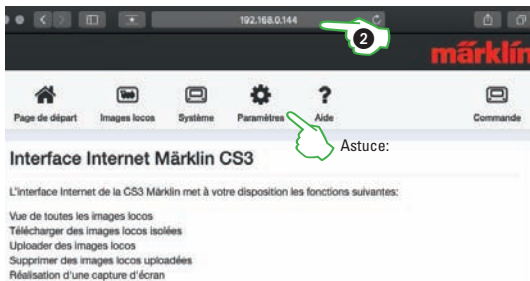 192.168.0.144
2
märklin
Page de départ
Images locos
Système
Paramètres
Aide
Commande
Astuce:
Interface Internet Märklin CS3
L'interface Internet de la CS3 Märklin met à votre disposition les fonctions suivantes:
Vue de toutes les images locos
Télécharger des images locos isolées
Uploader des images locos
Supprimer des images locos uploadées
Réalisation d'une capture d'écran